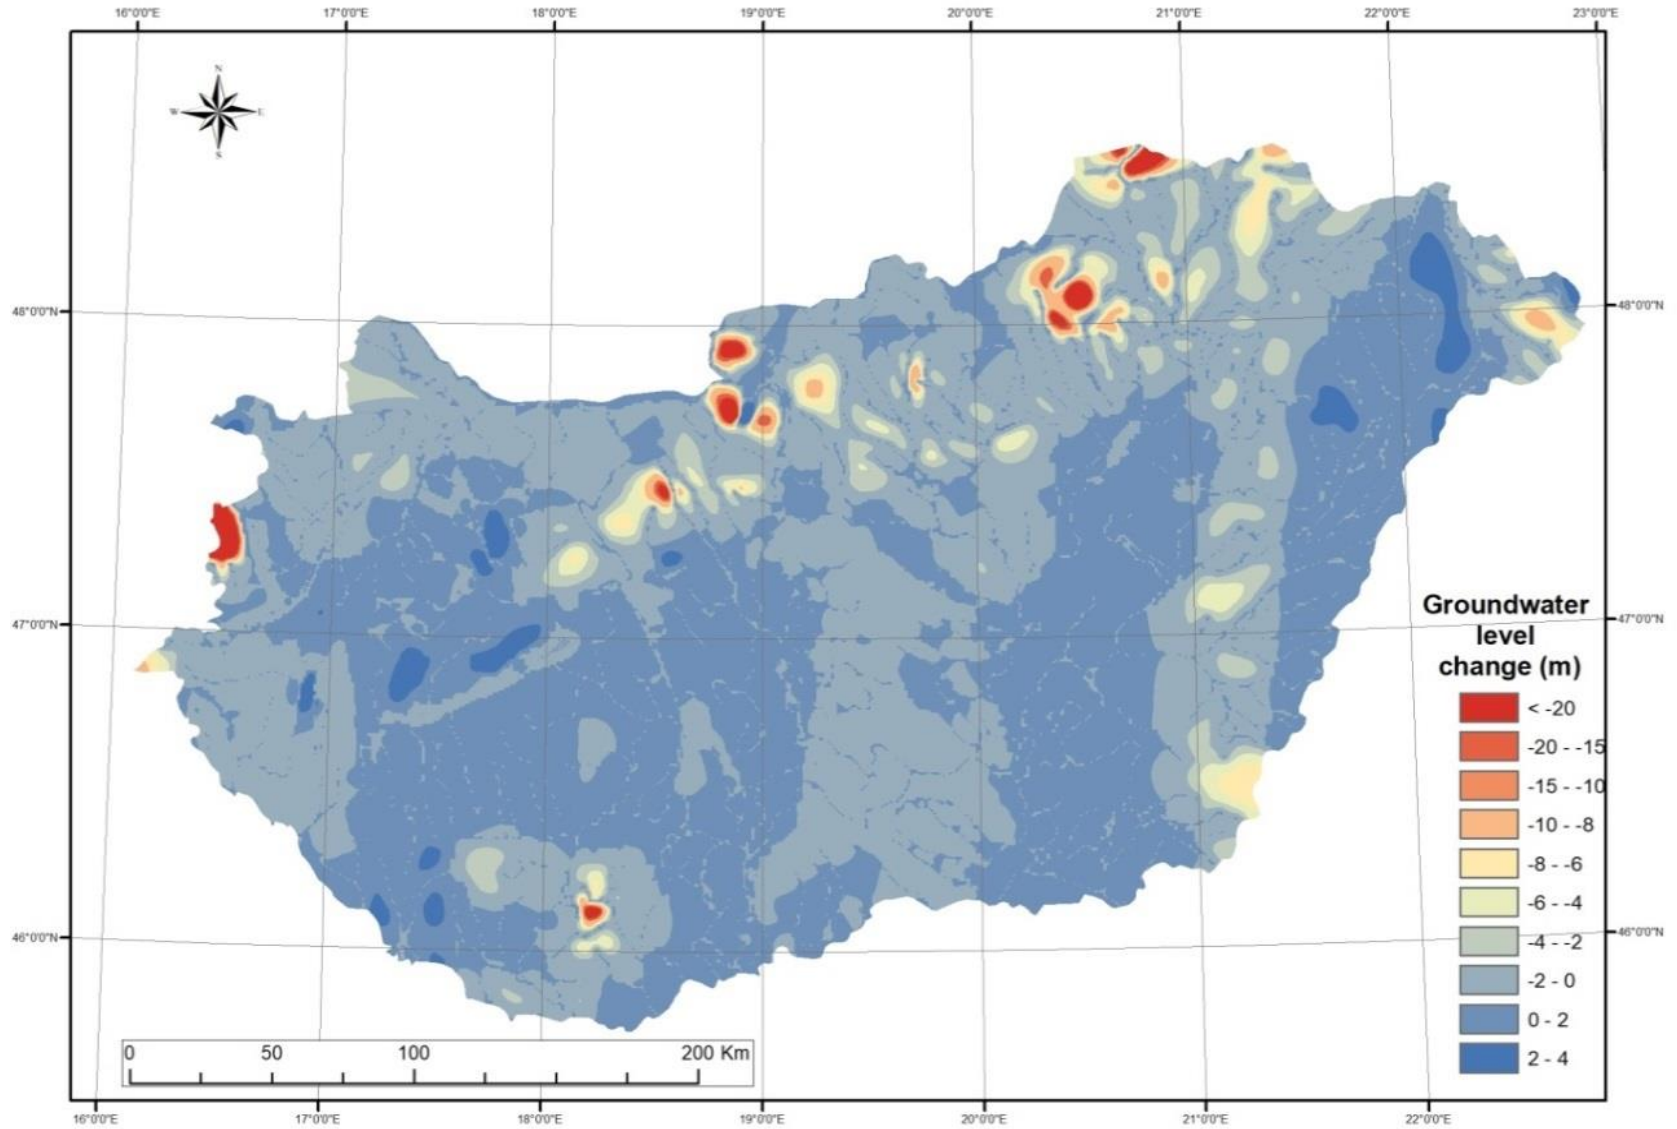 16°0'0"E 17°0'0"E 18°0'0"E 19°0'0"E 20°0'0"E 21°0'0"E 22°0'0"E 23°0'0"E
N
W E
S
48°0'0"N 48°0'0"N
47°0'0"N 47°0'0"N
46°0'0"N 46°0'0"N
Groundwater
level
change (m)
< -20
-20 - -15
-15 - -10
-10 - -8
-8 - -6
-6 - -4
-4 - -2
-2 - 0
0 - 2
2 - 4
0 50 100 200 Km
16°0'0"E 17°0'0"E 18°0'0"E 19°0'0"E 20°0'0"E 21°0'0"E 22°0'0"E